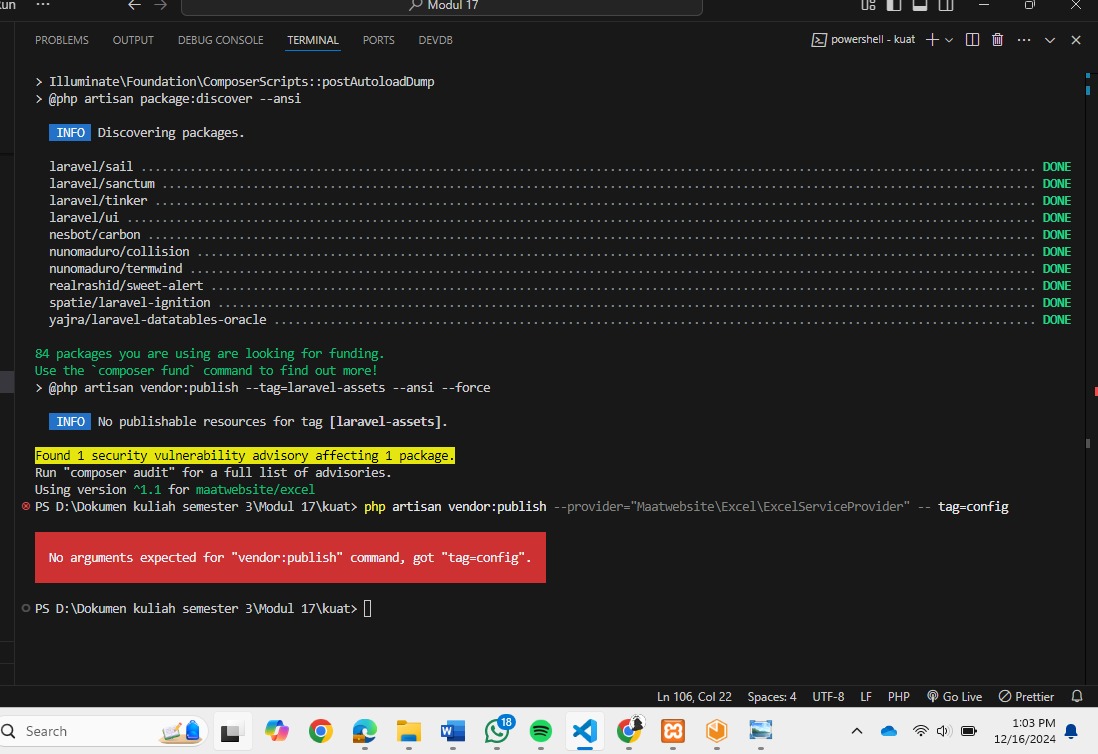 un ··· ← → Modul 17
PROBLEMS OUTPUT DEBUG CONSOLE TERMINAL PORTS DEVDB powershell - kuat
> Illuminate\Foundation\ComposerScripts::postAutoloadDump
> @php artisan package:discover --ansi
INFO Discovering packages.
laravel/sail ........................................ DONE
laravel/sanctum ........................................ DONE
laravel/tinker ........................................ DONE
laravel/ui ........................................ DONE
nesbot/carbon ........................................ DONE
nunomaduro/collision ........................................ DONE
nunomaduro/termwind ........................................ DONE
realrashid/sweet-alert ........................................ DONE
spatie/laravel-ignition ........................................ DONE
yajra/laravel-datatables-oracle ........................................ DONE
84 packages you are using are looking for funding.
Use the `composer fund` command to find out more!
> @php artisan vendor:publish --tag=laravel-assets --ansi --force
INFO No publishable resources for tag [laravel-assets].
Found 1 security vulnerability advisory affecting 1 package.
Run "composer audit" for a full list of advisories.
Using version ^1.1 for maatwebsite/excel
PS D:\Dokumen kuliah semester 3\Modul 17\kuat> php artisan vendor:publish --provider="Maatwebsite\Excel\ExcelServiceProvider" -- tag=config
No arguments expected for "vendor:publish" command, got "tag=config".
PS D:\Dokumen kuliah semester 3\Modul 17\kuat>
Ln 106, Col 22 Spaces: 4 UTF-8 LF PHP Go Live Prettier
Search 18 1:03 PM
12/16/2024